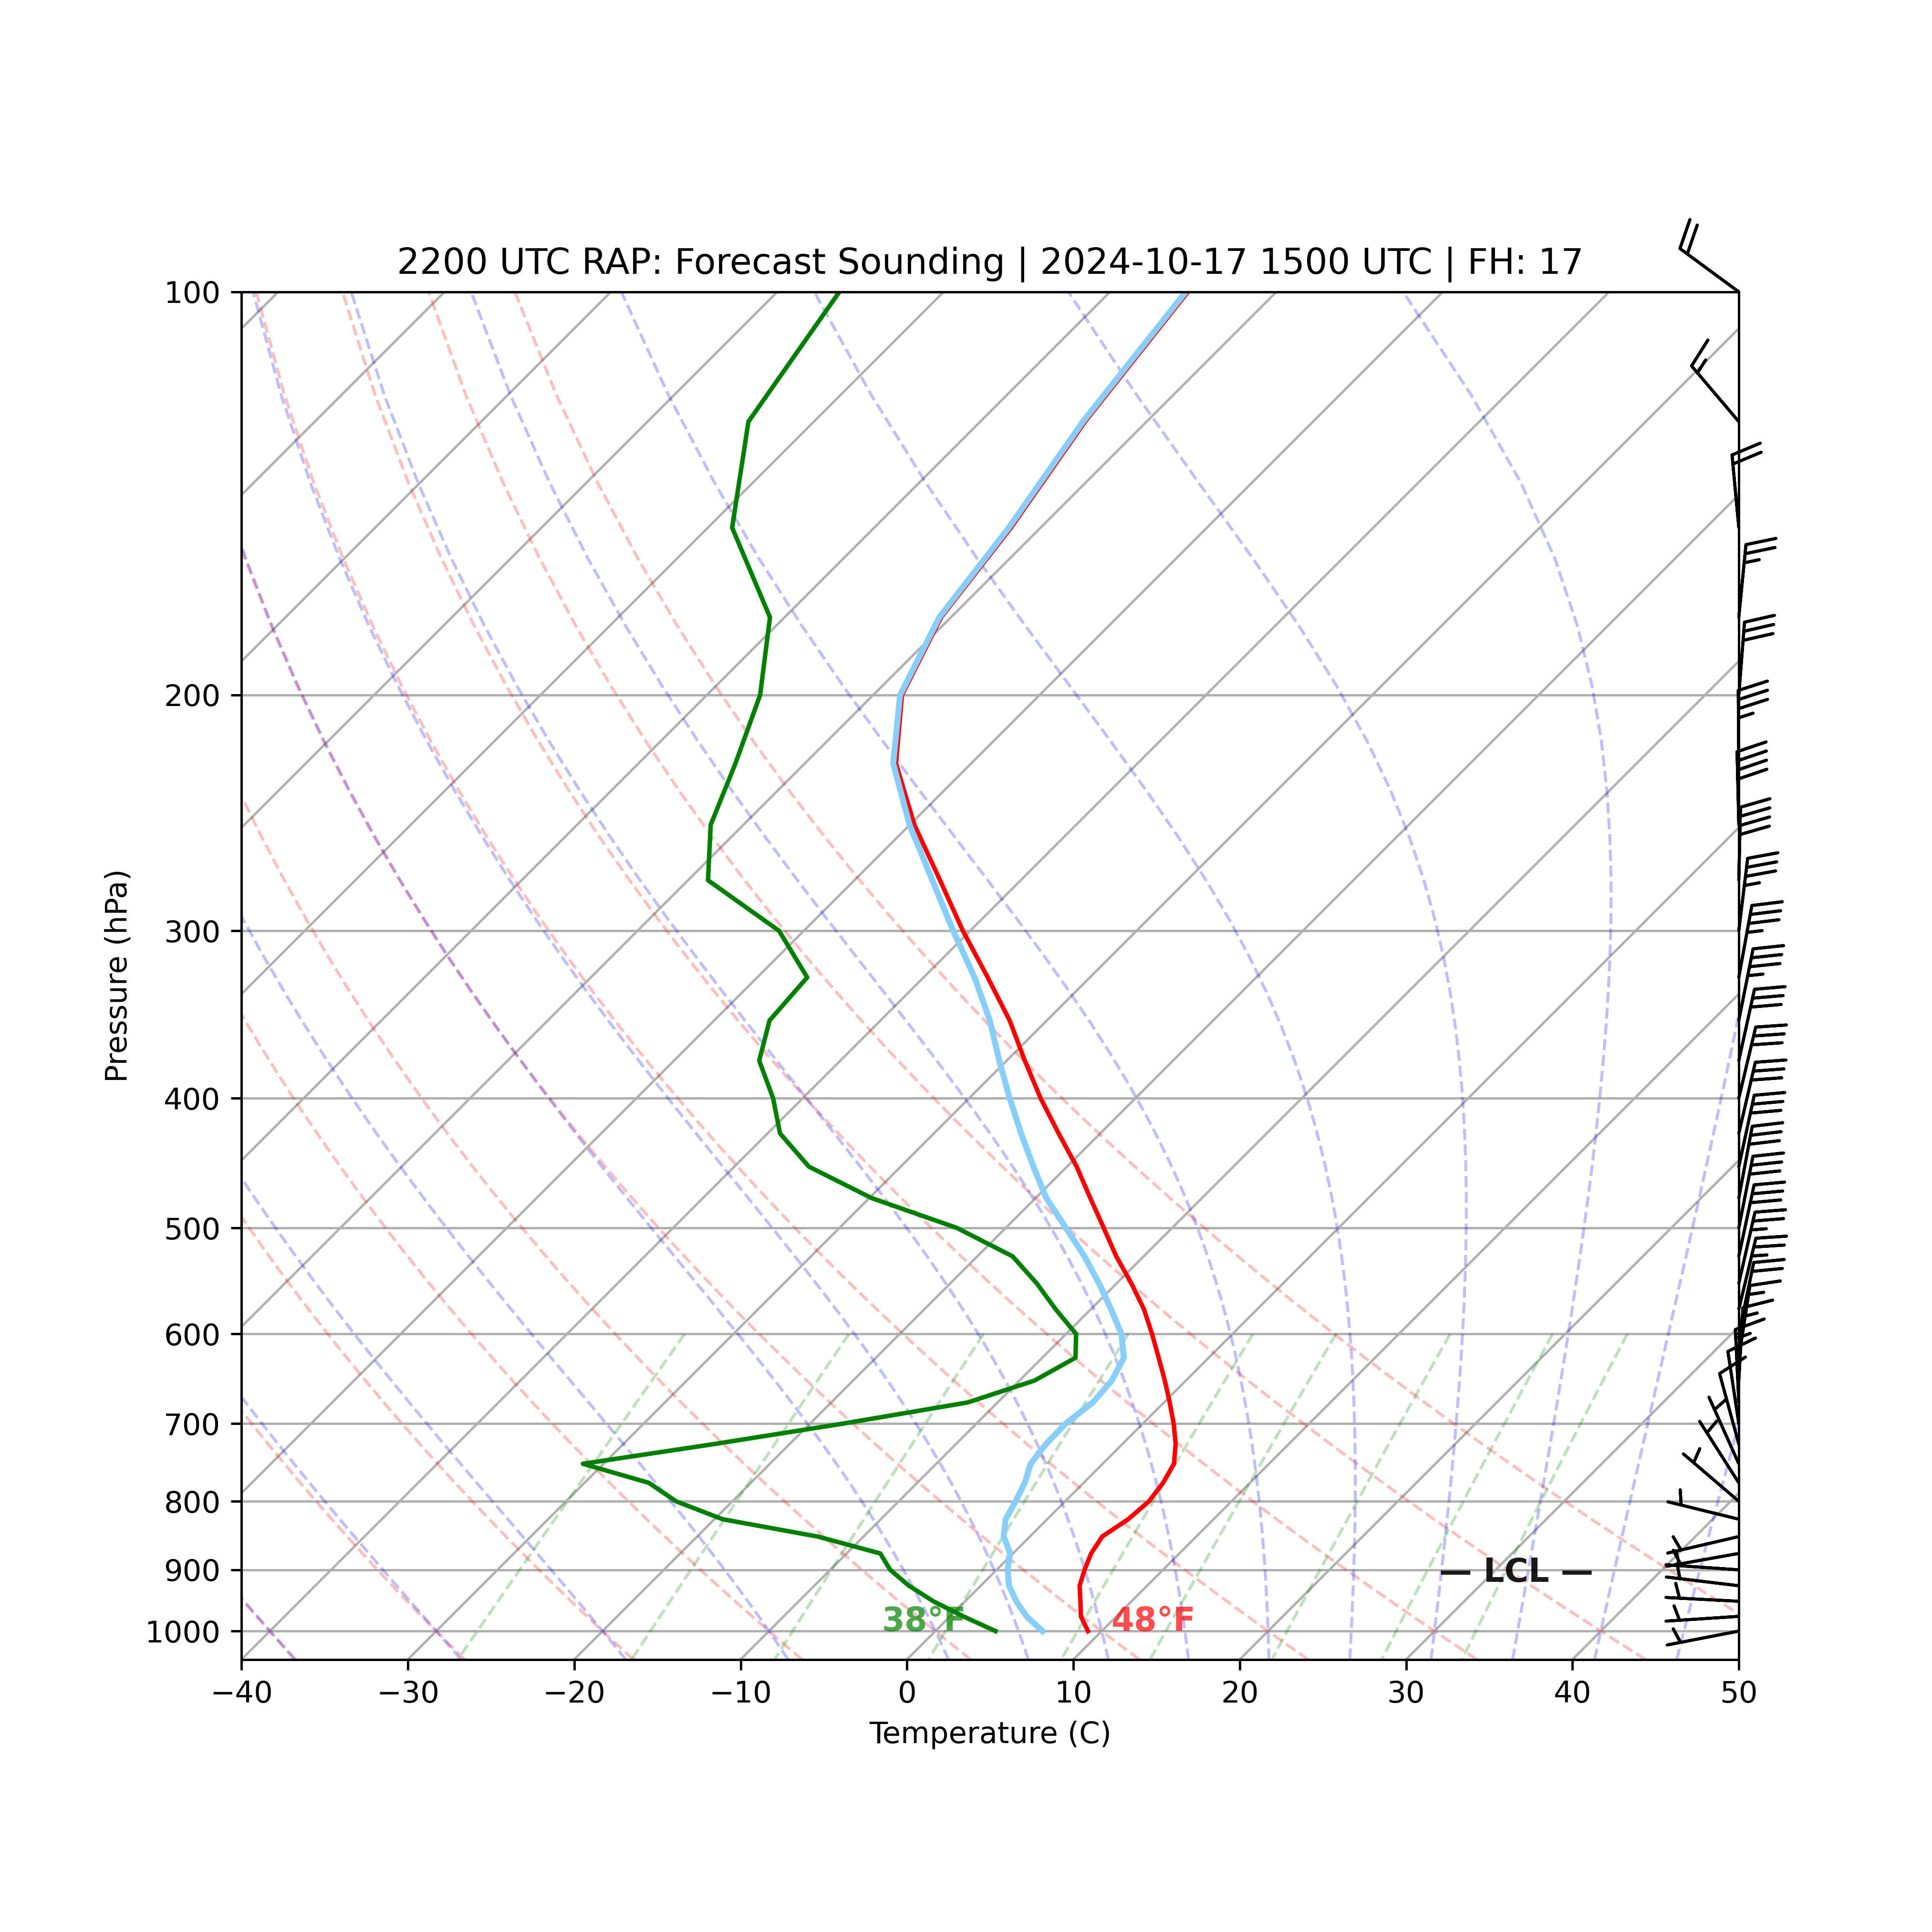 2200 UTC RAP: Forecast Sounding | 2024-10-17 1500 UTC | FH: 17
100
200
300
400
500
600
700
800
900
1000
Pressure (hPa)
— LCL —
38°F
48°F
−40 −30 −20 −10 0 10 20 30 40 50
Temperature (C)